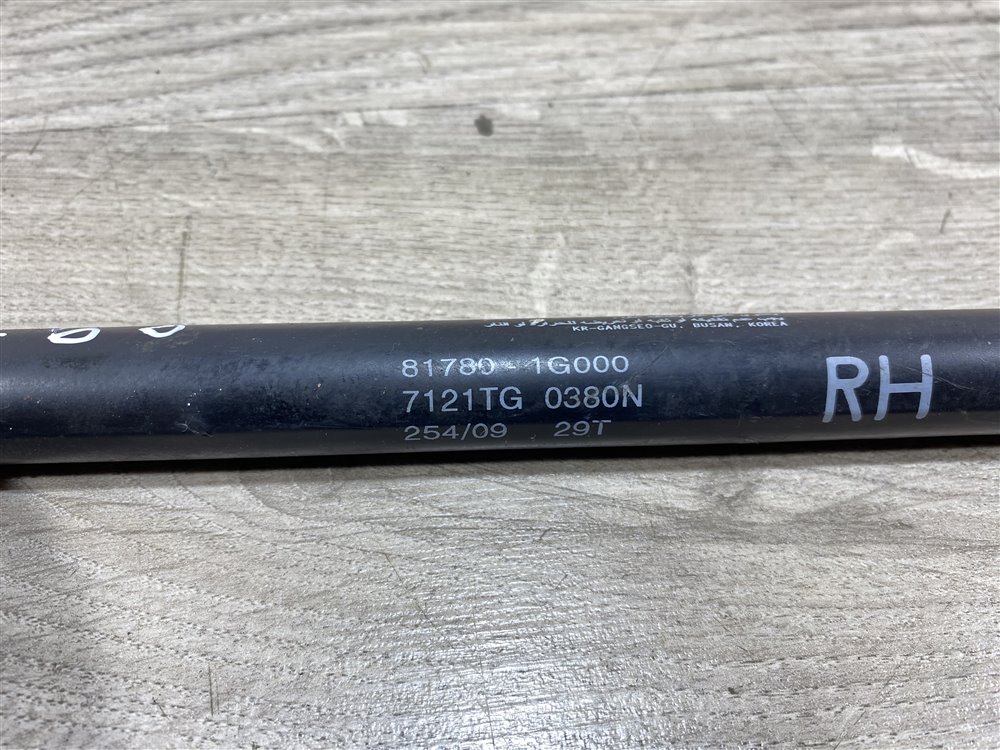 KR-GANGSEO-GU, BUSAN, KOREA
81780-1G000
7121TG 0380N
254/09 29T
RH